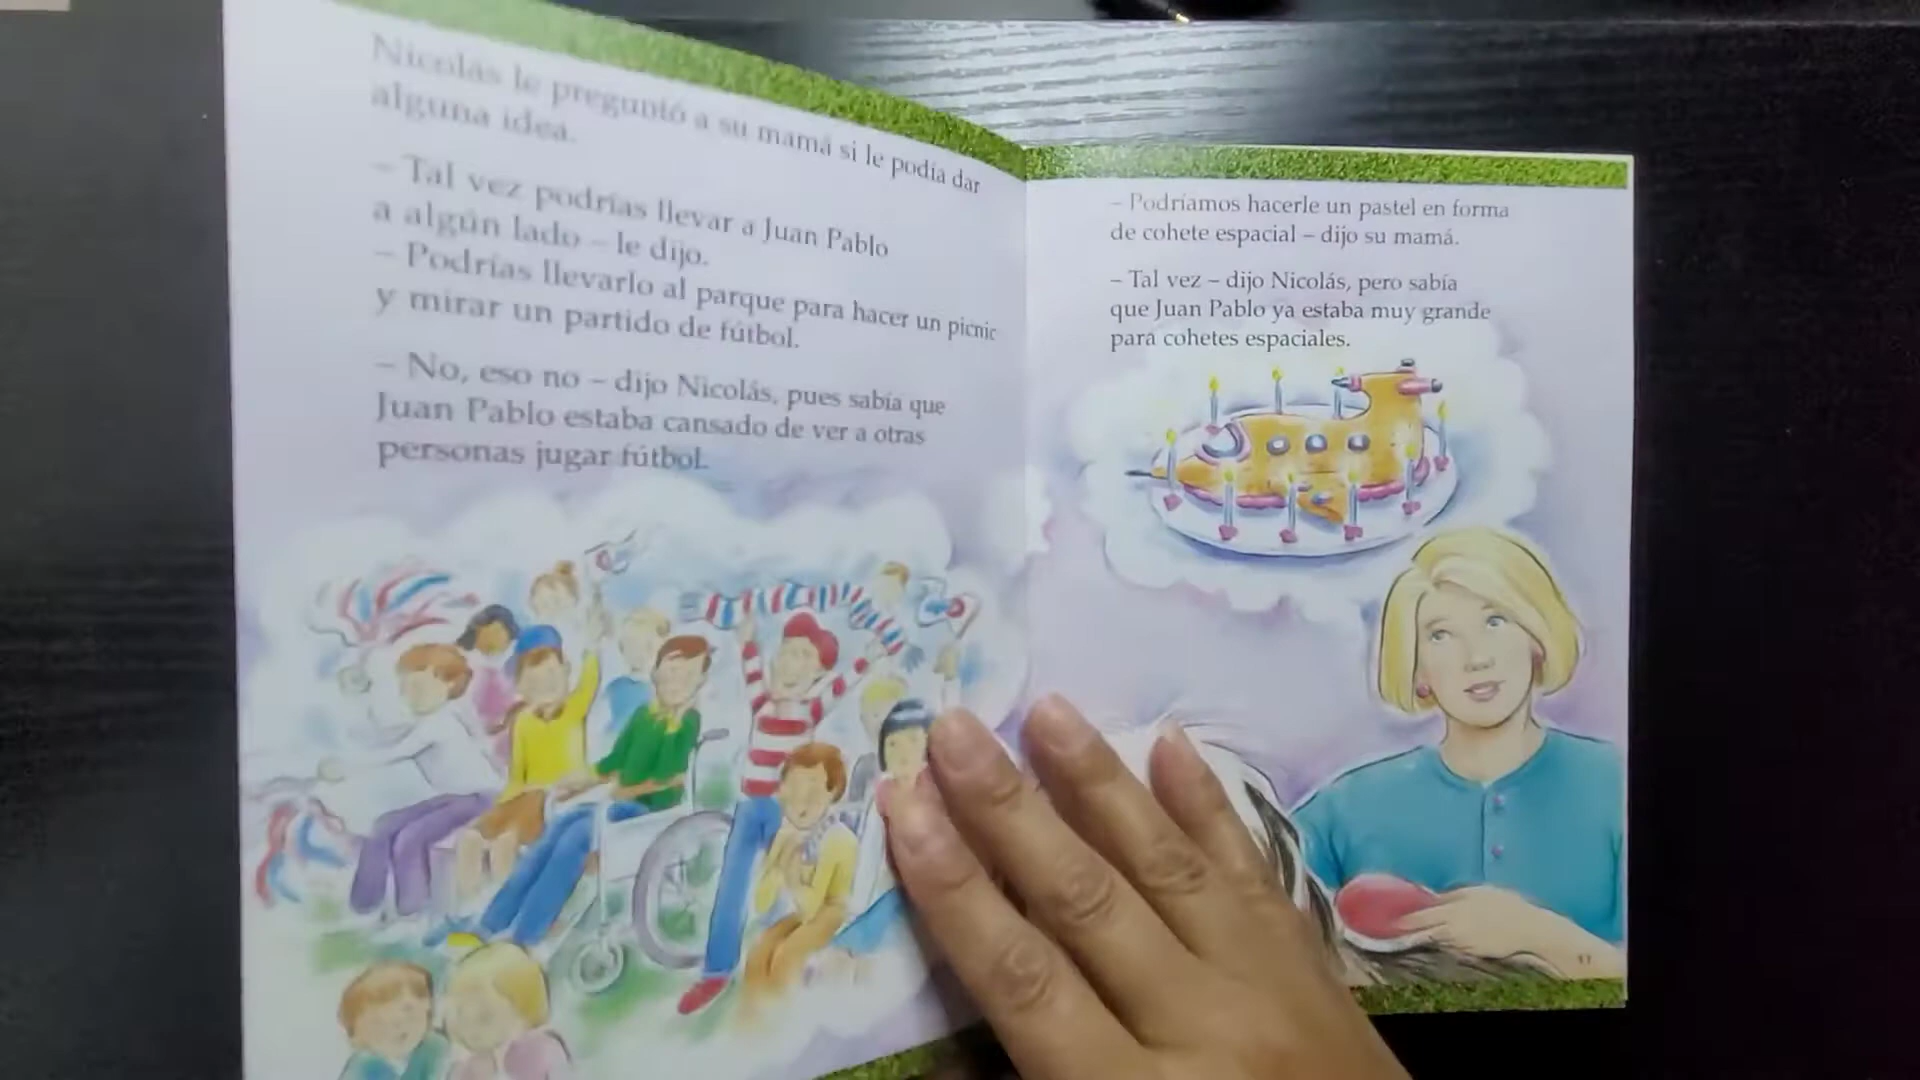 Nicolás le preguntó a su mamá si le podía dar
alguna idea.
– Tal vez podrías llevar a Juan Pablo
a algún lado – le dijo.
– Podrías llevarlo al parque para hacer un picnic
y mirar un partido de fútbol.
– No, eso no – dijo Nicolás, pues sabía que
Juan Pablo estaba cansado de ver a otras
personas jugar fútbol.
– Podríamos hacerle un pastel en forma
de cohete espacial – dijo su mamá.
– Tal vez – dijo Nicolás, pero sabía
que Juan Pablo ya estaba muy grande
para cohetes espaciales.